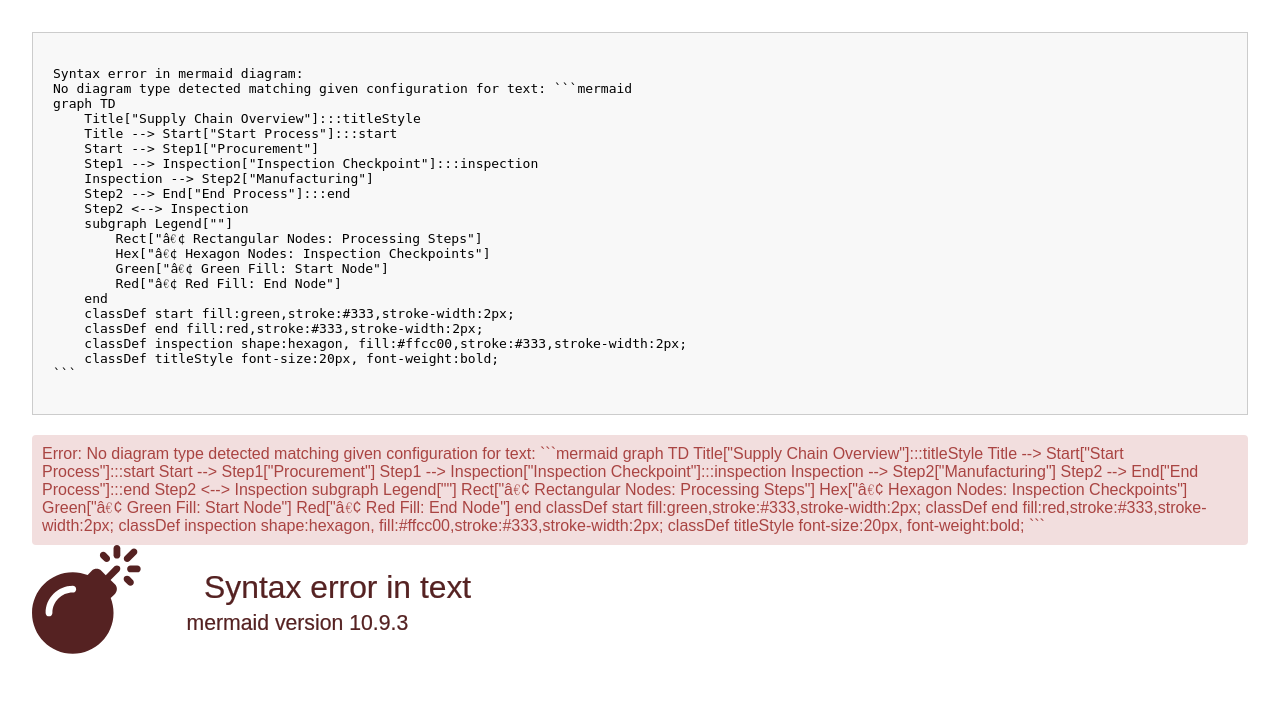 Syntax error in mermaid diagram:
No diagram type detected matching given configuration for text: ```mermaid
graph TD
    Title["Supply Chain Overview"]:::titleStyle
    Title --> Start["Start Process"]:::start
    Start --> Step1["Procurement"]
    Step1 --> Inspection["Inspection Checkpoint"]:::inspection
    Inspection --> Step2["Manufacturing"]
    Step2 --> End["End Process"]:::end
    Step2 <--> Inspection
    subgraph Legend[""]
        Rect["â€¢ Rectangular Nodes: Processing Steps"]
        Hex["â€¢ Hexagon Nodes: Inspection Checkpoints"]
        Green["â€¢ Green Fill: Start Node"]
        Red["â€¢ Red Fill: End Node"]
    end
    classDef start fill:green,stroke:#333,stroke-width:2px;
    classDef end fill:red,stroke:#333,stroke-width:2px;
    classDef inspection shape:hexagon, fill:#ffcc00,stroke:#333,stroke-width:2px;
    classDef titleStyle font-size:20px, font-weight:bold;
```
Error: No diagram type detected matching given configuration for text: ```mermaid graph TD Title["Supply Chain Overview"]:::titleStyle Title --> Start["Start
Process"]:::start Start --> Step1["Procurement"] Step1 --> Inspection["Inspection Checkpoint"]:::inspection Inspection --> Step2["Manufacturing"] Step2 --> End["End
Process"]:::end Step2 <--> Inspection subgraph Legend[""] Rect["â€¢ Rectangular Nodes: Processing Steps"] Hex["â€¢ Hexagon Nodes: Inspection Checkpoints"]
Green["â€¢ Green Fill: Start Node"] Red["â€¢ Red Fill: End Node"] end classDef start fill:green,stroke:#333,stroke-width:2px; classDef end fill:red,stroke:#333,stroke-
width:2px; classDef inspection shape:hexagon, fill:#ffcc00,stroke:#333,stroke-width:2px; classDef titleStyle font-size:20px, font-weight:bold; ```
Syntax error in text
mermaid version 10.9.3